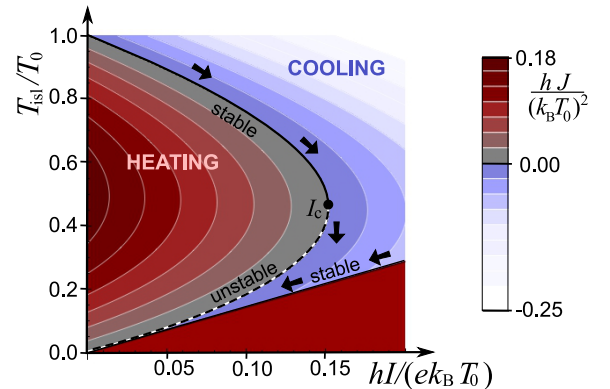 T_isl/T_0
1.0
0.8
0.6
0.4
0.2
0.0
0.05
0.10
0.15
hI/(ek_B T_0)
COOLING
HEATING
stable
I_c
unstable
stable
0.18
hJ
(k_B T_0)^2
0.00
-0.25